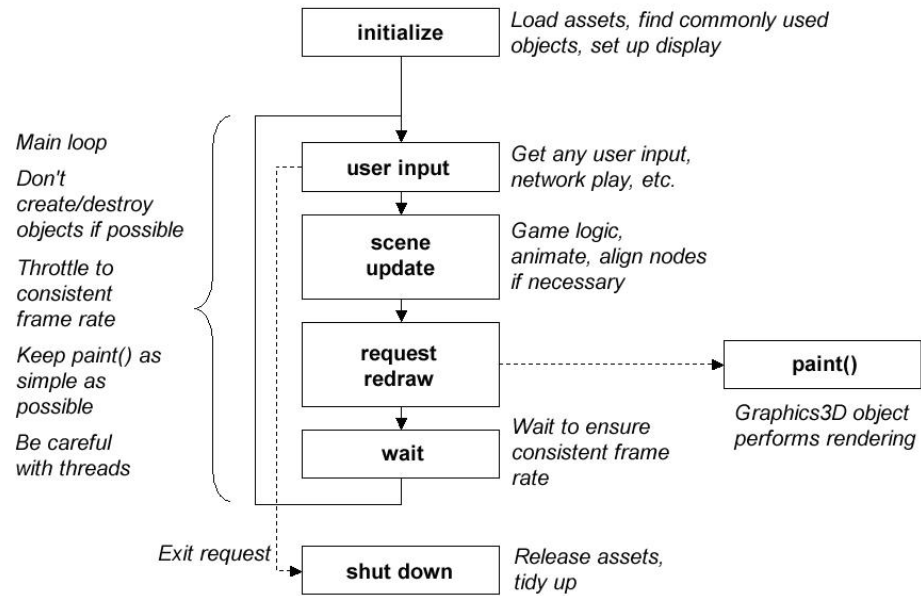 initialize
Load assets, find commonly used
objects, set up display
Main loop
Don't
create/destroy
objects if possible
Throttle to
consistent
frame rate
Keep paint() as
simple as
possible
Be careful
with threads
user input
Get any user input,
network play, etc.
scene
update
Game logic,
animate, align nodes
if necessary
request
redraw
paint()
Graphics3D object
performs rendering
wait
Wait to ensure
consistent frame
rate
Exit request
shut down
Release assets,
tidy up